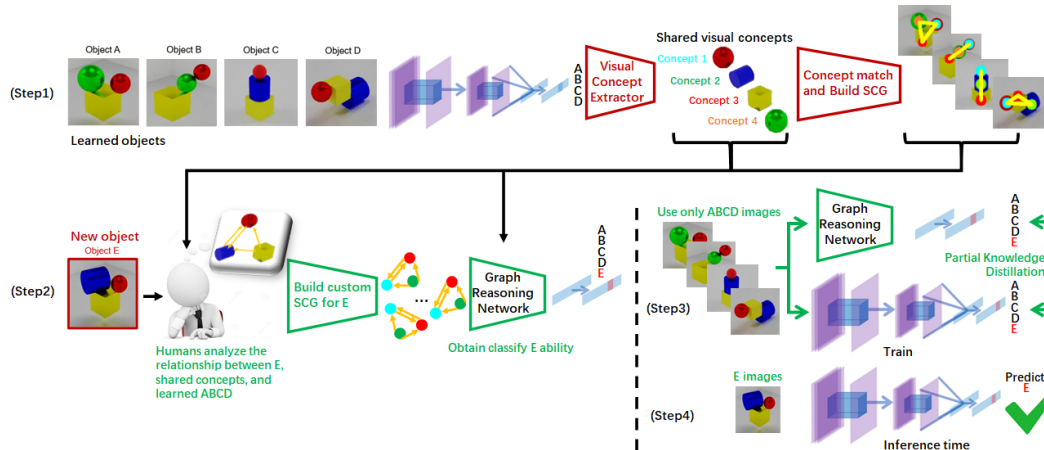 Object A
Object B
Object C
Object D
(Step1)
Learned objects
A
B
C
D
Visual
Concept
Extractor
Shared visual concepts
Concept 1
Concept 2
Concept 3
Concept 4
Concept match
and Build SCG
New object
Object E
(Step2)
Humans analyze the
relationship between E,
shared concepts, and
learned ABCD
Build custom
SCG for E
...
Graph
Reasoning
Network
Obtain classify E ability
A
B
C
D
E
Use only ABCD images
(Step3)
Graph
Reasoning
Network
A
B
C
D
E
Partial Knowledge
Distillation
A
B
C
D
E
Train
(Step4)
E images
Inference time
Predict
E